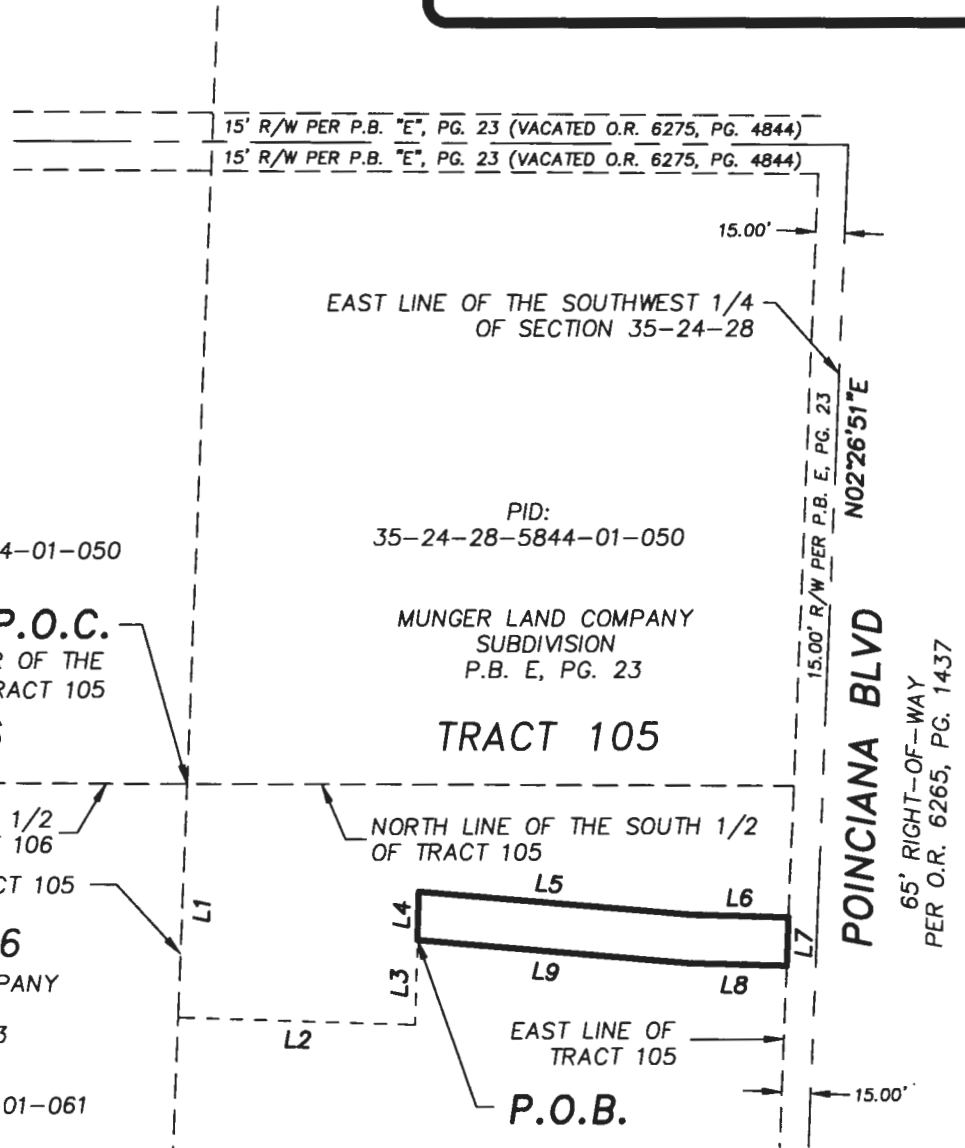 15' R/W PER P.B. "E", PG. 23 (VACATED O.R. 6275, PG. 4844)
15' R/W PER P.B. "E", PG. 23 (VACATED O.R. 6275, PG. 4844)
15.00'
EAST LINE OF THE SOUTHWEST 1/4
OF SECTION 35-24-28
15.00' R/W PER P.B. E, PG. 23
N02°26'51"E
PID:
35-24-28-5844-01-050
4-01-050
P.O.C.
R OF THE
RACT 105
MUNGER LAND COMPANY
SUBDIVISION
P.B. E, PG. 23
TRACT 105
POINCIANA BLVD
65' RIGHT-OF-WAY
PER O.R. 6265, PG. 1437
1/2
106
NORTH LINE OF THE SOUTH 1/2
OF TRACT 105
CT 105
L1
L4
L5
L6
L7
6
PANY
3
L3
L9
L8
L2
EAST LINE OF
TRACT 105
01-061
P.O.B.
15.00'